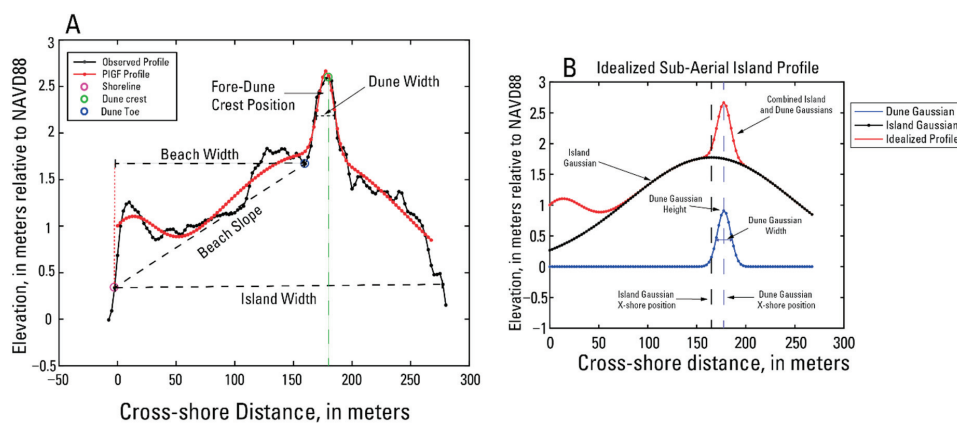 A
Elevation, in meters relative to NAVD88
3
2.5
2
1.5
1
0.5
0
−0.5
−50
0
50
100
150
200
250
300
Cross-shore Distance, in meters
Observed Profile
PIGF Profile
Shoreline
Dune crest
Dune Toe
Fore-Dune
Crest Position
Dune Width
Beach Width
Beach Slope
Island Width
B
Idealized Sub-Aerial Island Profile
Elevation, in meters relative to NAVD88
4
3.5
3
2.5
2
1.5
1
0.5
0
−0.5
−1
0
50
100
150
200
250
300
Cross-shore distance, in meters
Combined Island
and Dune Gaussians
Island
Gaussian
Dune Gaussian
Height
Dune Gaussian
Width
Island Gaussian
X-shore position
Dune Gaussian
X-shore position
Dune Gaussian
Island Gaussian
Idealized Profile